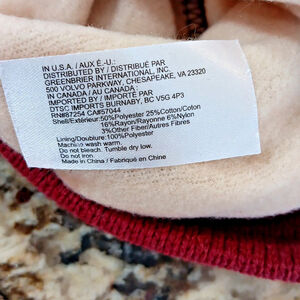 IN U.S.A. / AUX É.-U.:
DISTRIBUTED BY / DISTRIBUÉ PAR
GREENBRIER INTERNATIONAL, INC.
500 VOLVO PARKWAY, CHESAPEAKE, VA 23320
IN CANADA / AU CANADA :
IMPORTED BY / IMPORTÉ PAR
DTSC IMPORTS BURNABY, BC V5G 4P3
RN#87254 CA#57044
Shell/Extérieur: 50%Polyester 25%Cotton/Coton
16%Rayon/Rayonne 6%Nylon
3%Other Fiber/Autres Fibres
Lining/Doublure: 100%Polyester
Machine wash warm.
Do not bleach. Tumble dry low.
Do not iron.
Made in China / Fabriqué en Chine